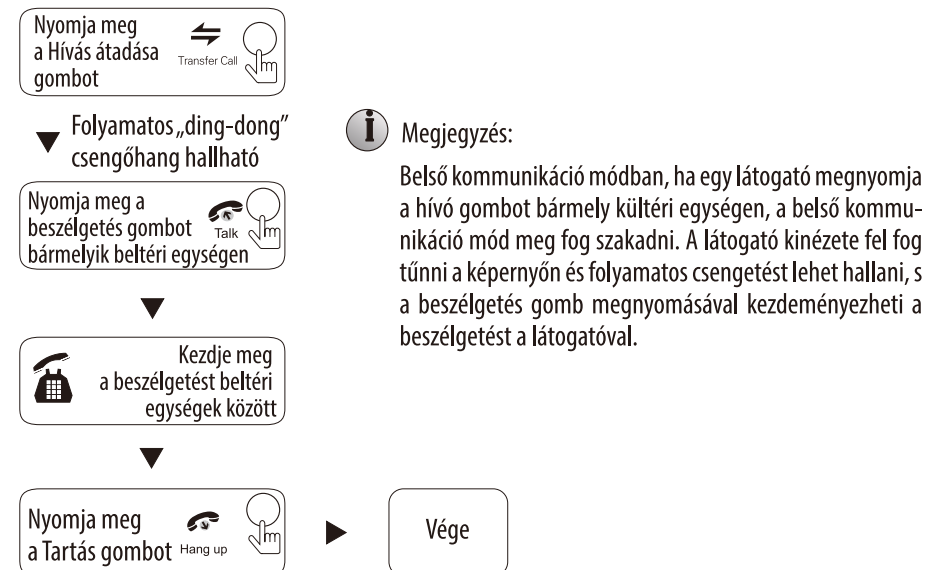 Nyomja meg
a Hívás átadása
gombot
Transfer Call
Folyamatos „ding-dong”
csengőhang hallható
Nyomja meg a
beszélgetés gombot
bármelyik beltéri egységen
Talk
Kezdje meg
a beszélgetést beltéri
egységek között
Nyomja meg
a Tartás gombot
Hang up
Vége
i Megjegyzés:
Belső kommunikáció módban, ha egy látogató megnyomja
a hívó gombot bármely kültéri egységen, a belső kommu-
nikáció mód meg fog szakadni. A látogató kinézete fel fog
tűnni a képernyőn és folyamatos csengetést lehet hallani, s
a beszélgetés gomb megnyomásával kezdeményezheti a
beszélgetést a látogatóval.